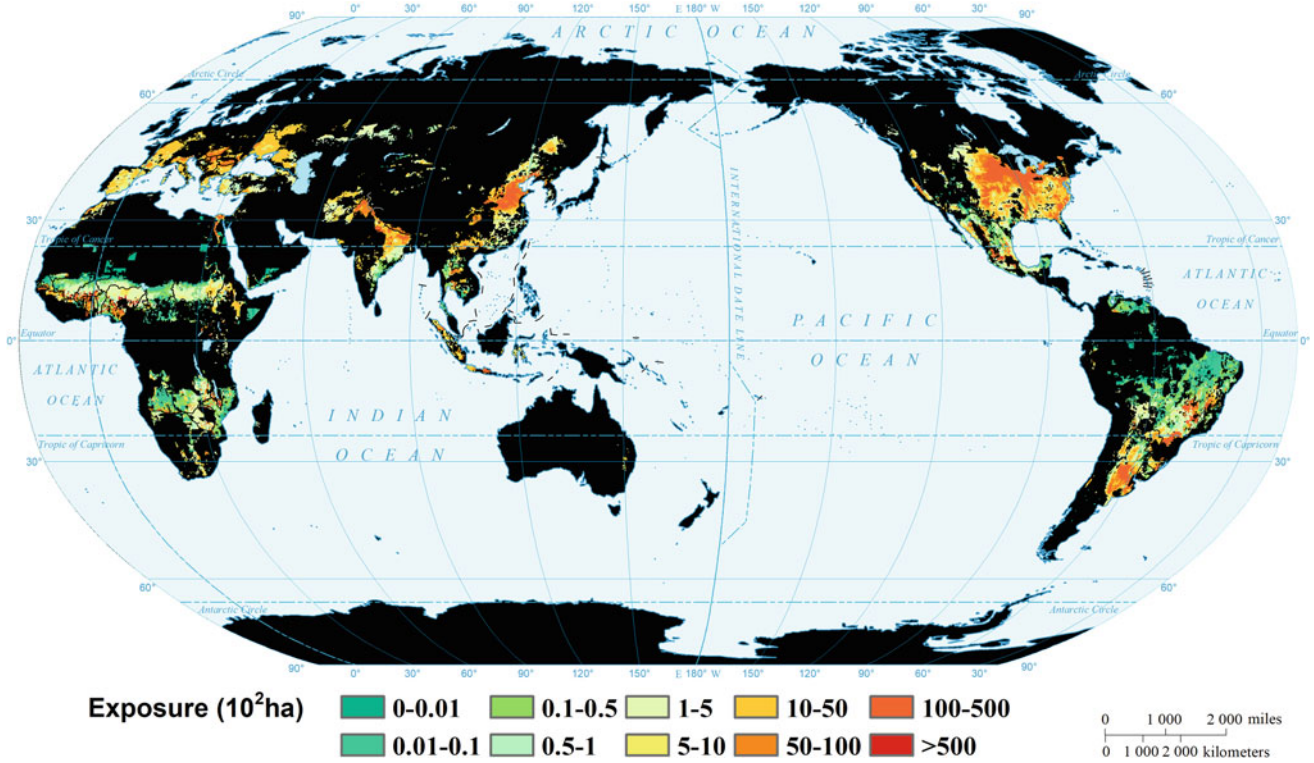 90° 0° 30° 60° 90° 120° 150° E 180° W 150° 120° 90° 60° 30° 90°
ARCTIC OCEAN
Arctic Circle
Arctic Circle
60°
60°
INTERNATIONAL DATE LINE
30°
30°
Tropic of Cancer
Tropic of Cancer
ATLANTIC
OCEAN
PACIFIC
OCEAN
Equator
Equator
0°
0°
ATLANTIC
OCEAN
INDIAN
OCEAN
Tropic of Capricorn
Tropic of Capricorn
30°
30°
60°
60°
Antarctic Circle
Antarctic Circle
90° 0° 30° 60° 90° 120° 150° E 180° W 150° 120° 90° 60° 30° 90°
Exposure (10²ha)
0-0.01 0.1-0.5 1-5 10-50 100-500
0.01-0.1 0.5-1 5-10 50-100 >500
0 1 000 2 000 miles
0 1 000 2 000 kilometers